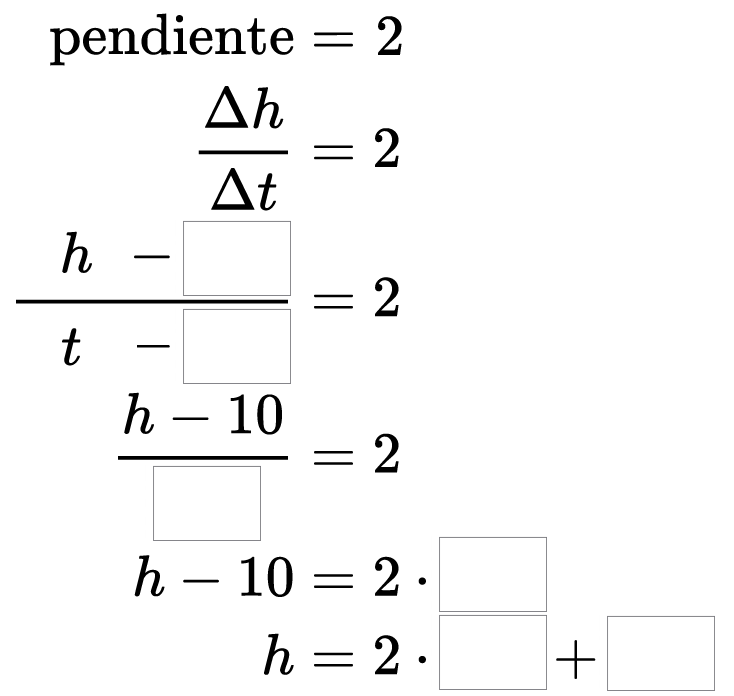 pendiente = 2
Δh/Δt = 2
(h − □)/(t − □) = 2
(h − 10)/□ = 2
h − 10 = 2 · □
h = 2 · □ + □